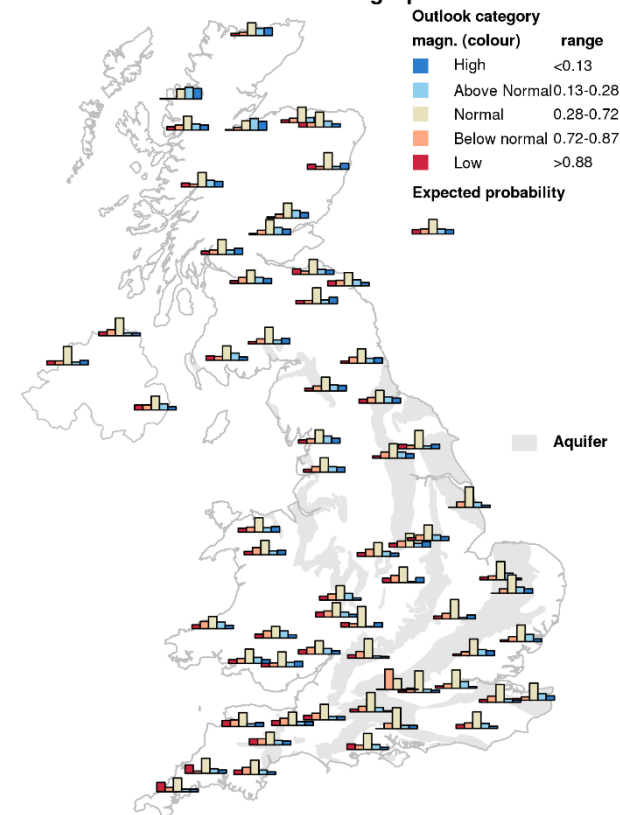 Outlook category
magn. (colour) range
High <0.13
Above Normal 0.13-0.28
Normal 0.28-0.72
Below normal 0.72-0.87
Low >0.88
Expected probability
Aquifer